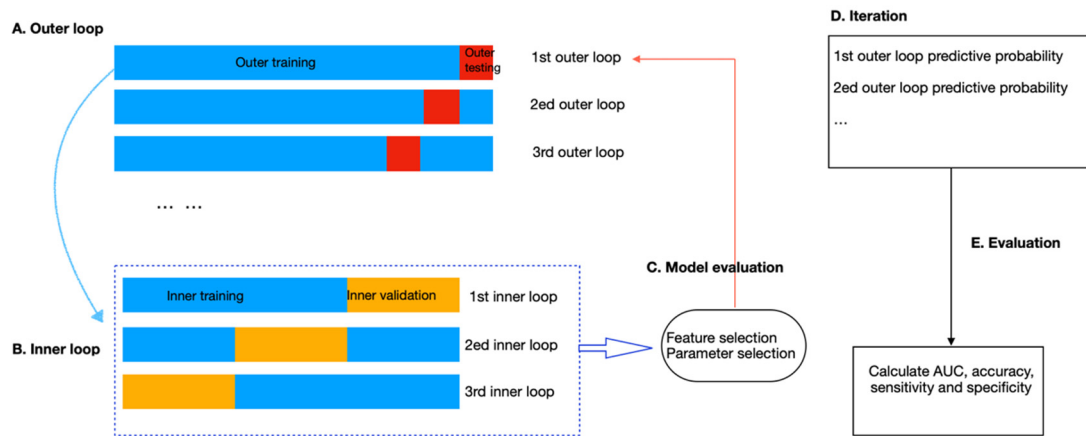 A. Outer loop
Outer training
Outer
testing
1st outer loop
2ed outer loop
3rd outer loop
... ...
B. Inner loop
Inner training
Inner validation
1st inner loop
2ed inner loop
3rd inner loop
C. Model evaluation
Feature selection
Parameter selection
D. Iteration
1st outer loop predictive probability
2ed outer loop predictive probability
...
E. Evaluation
Calculate AUC, accuracy,
sensitivity and specificity